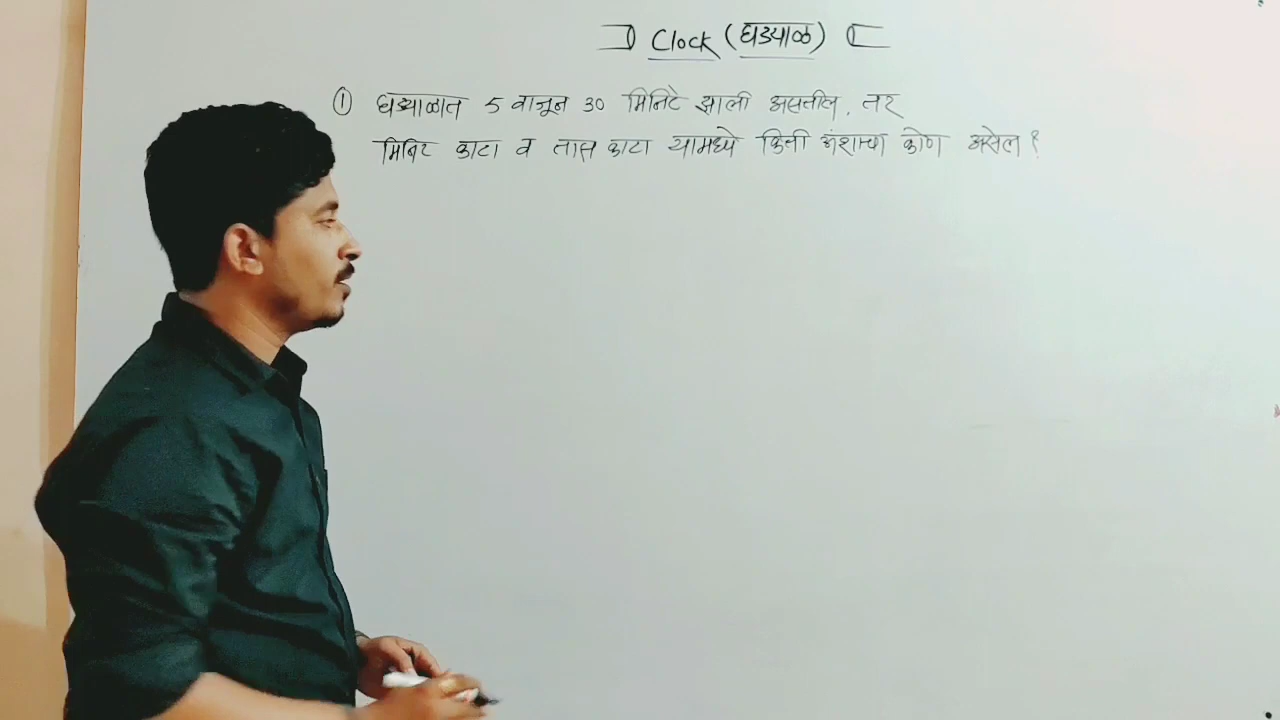 Clock (घड्याळ)
① घड्याळात 5 वाजून 30 मिनिटे झाली असतील, तर
मिनिट काटा व तास काटा यामध्ये किती अंशाचा कोण असेल ?